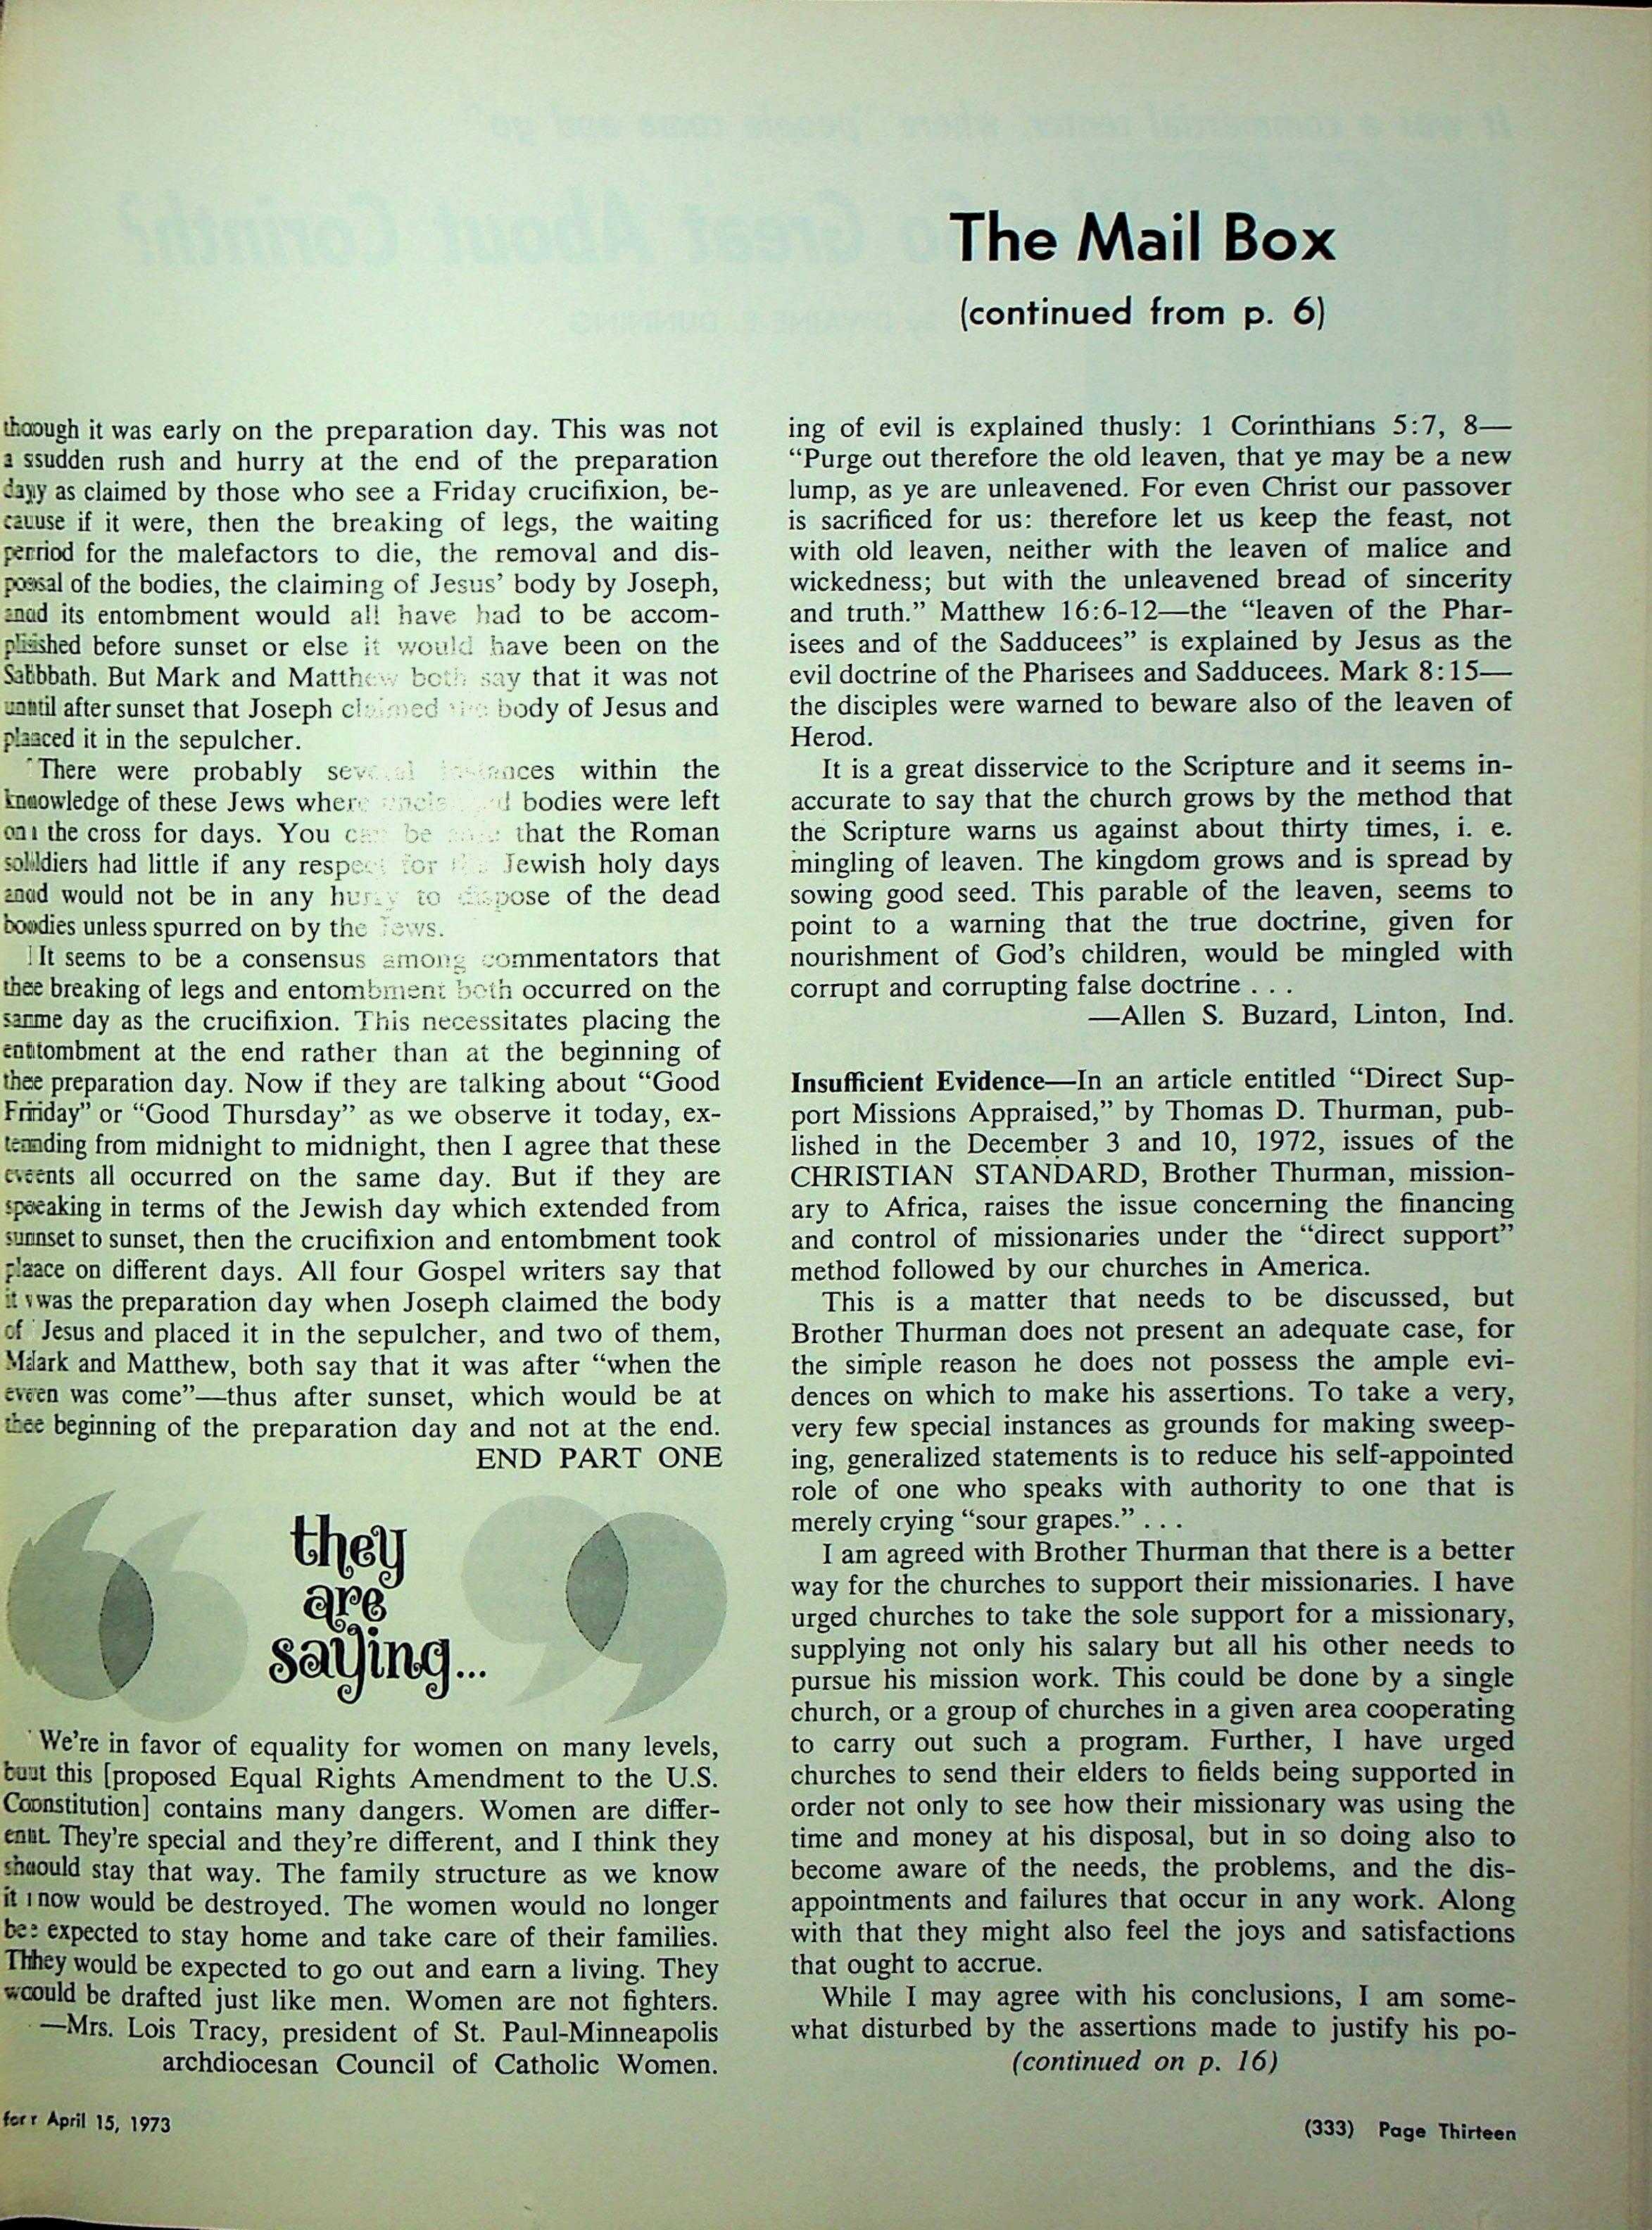 though it was early on the preparation day. This was not
a sudden rush and hurry at the end of the preparation
day as claimed by those who see a Friday crucifixion, be-
cause if it were, then the breaking of legs, the waiting
period for the malefactors to die, the removal and dis-
posal of the bodies, the claiming of Jesus' body by Joseph,
and its entombment would all have had to be accom-
plished before sunset or else it would have been on the
Sabbath. But Mark and Matthew both say that it was not
until after sunset that Joseph claimed the body of Jesus and
placed it in the sepulcher.
There were probably several instances within the
knowledge of these Jews where unclaimed bodies were left
on the cross for days. You can be sure that the Roman
soldiers had little if any respect for the Jewish holy days
and would not be in any hurry to dispose of the dead
bodies unless spurred on by the Jews.
It seems to be a consensus among commentators that
the breaking of legs and entombment both occurred on the
same day as the crucifixion. This necessitates placing the
entombment at the end rather than at the beginning of
the preparation day. Now if they are talking about “Good
Friday” or “Good Thursday” as we observe it today, ex-
tending from midnight to midnight, then I agree that these
events all occurred on the same day. But if they are
speaking in terms of the Jewish day which extended from
sunset to sunset, then the crucifixion and entombment took
place on different days. All four Gospel writers say that
it was the preparation day when Joseph claimed the body
of Jesus and placed it in the sepulcher, and two of them,
Mark and Matthew, both say that it was after “when the
even was come”—thus after sunset, which would be at
the beginning of the preparation day and not at the end.
END PART ONE
they
are
saying...
We're in favor of equality for women on many levels,
but this [proposed Equal Rights Amendment to the U.S.
Constitution] contains many dangers. Women are differ-
ent. They're special and they're different, and I think they
should stay that way. The family structure as we know
it now would be destroyed. The women would no longer
be expected to stay home and take care of their families.
They would be expected to go out and earn a living. They
would be drafted just like men. Women are not fighters.
—Mrs. Lois Tracy, president of St. Paul-Minneapolis
archdiocesan Council of Catholic Women.
The Mail Box
(continued from p. 6)
ing of evil is explained thusly: 1 Corinthians 5:7, 8—
“Purge out therefore the old leaven, that ye may be a new
lump, as ye are unleavened. For even Christ our passover
is sacrificed for us: therefore let us keep the feast, not
with old leaven, neither with the leaven of malice and
wickedness; but with the unleavened bread of sincerity
and truth.” Matthew 16:6-12—the “leaven of the Phar-
isees and of the Sadducees” is explained by Jesus as the
evil doctrine of the Pharisees and Sadducees. Mark 8:15—
the disciples were warned to beware also of the leaven of
Herod.
It is a great disservice to the Scripture and it seems in-
accurate to say that the church grows by the method that
the Scripture warns us against about thirty times, i. e.
mingling of leaven. The kingdom grows and is spread by
sowing good seed. This parable of the leaven, seems to
point to a warning that the true doctrine, given for
nourishment of God's children, would be mingled with
corrupt and corrupting false doctrine . . .
—Allen S. Buzard, Linton, Ind.
Insufficient Evidence—In an article entitled “Direct Sup-
port Missions Appraised,” by Thomas D. Thurman, pub-
lished in the December 3 and 10, 1972, issues of the
CHRISTIAN STANDARD, Brother Thurman, mission-
ary to Africa, raises the issue concerning the financing
and control of missionaries under the “direct support”
method followed by our churches in America.
This is a matter that needs to be discussed, but
Brother Thurman does not present an adequate case, for
the simple reason he does not possess the ample evi-
dences on which to make his assertions. To take a very,
very few special instances as grounds for making sweep-
ing, generalized statements is to reduce his self-appointed
role of one who speaks with authority to one that is
merely crying “sour grapes.” . . .
I am agreed with Brother Thurman that there is a better
way for the churches to support their missionaries. I have
urged churches to take the sole support for a missionary,
supplying not only his salary but all his other needs to
pursue his mission work. This could be done by a single
church, or a group of churches in a given area cooperating
to carry out such a program. Further, I have urged
churches to send their elders to fields being supported in
order not only to see how their missionary was using the
time and money at his disposal, but in so doing also to
become aware of the needs, the problems, and the dis-
appointments and failures that occur in any work. Along
with that they might also feel the joys and satisfactions
that ought to accrue.
While I may agree with his conclusions, I am some-
what disturbed by the assertions made to justify his po-
(continued on p. 16)
for April 15, 1973
(333) Page Thirteen